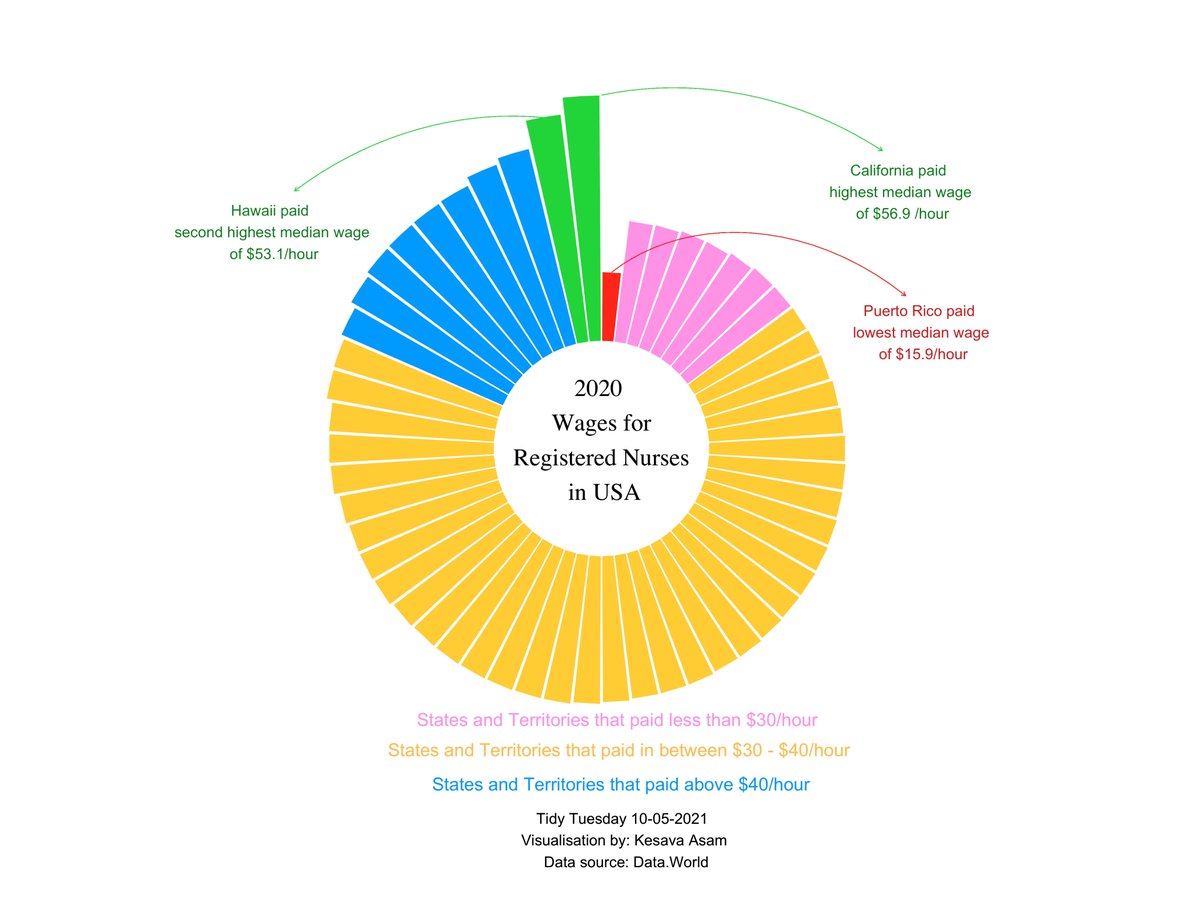 California paid
highest median wage
of $56.9 /hour
Hawaii paid
second highest median wage
of $53.1/hour
Puerto Rico paid
lowest median wage
of $15.9/hour
2020
Wages for
Registered Nurses
in USA
States and Territories that paid less than $30/hour
States and Territories that paid in between $30 - $40/hour
States and Territories that paid above $40/hour
Tidy Tuesday 10-05-2021
Visualisation by: Kesava Asam
Data source: Data.World